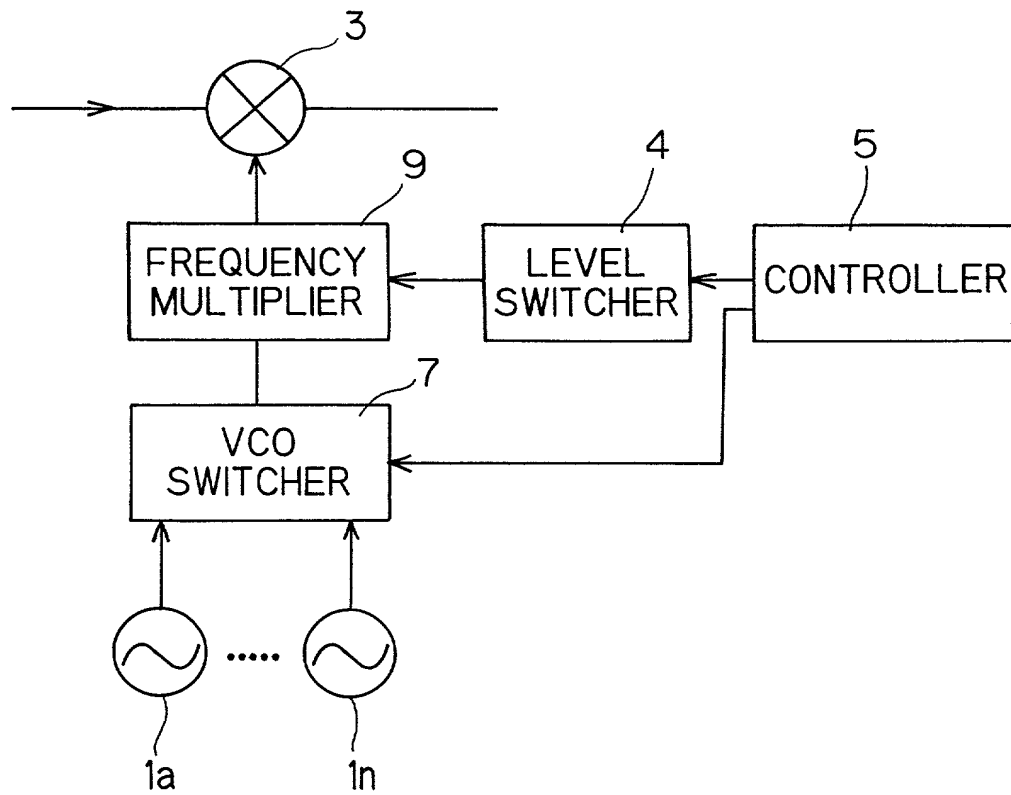 3
9
4
5
FREQUENCY
MULTIPLIER
LEVEL
SWITCHER
CONTROLLER
7
VCO
SWITCHER
1a
1n